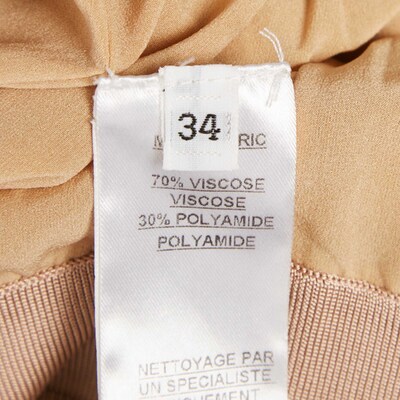 34
70% VISCOSE
VISCOSE
30% POLYAMIDE
POLYAMIDE
NETTOYAGE PAR
UN SPECIALISTE